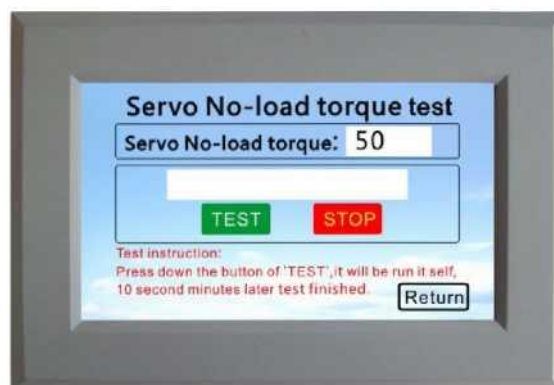 Servo No-load torque test
Servo No-load torque: 50
TEST STOP
Test instruction:
Press down the button of 'TEST',it will be run it self,
10 second minutes later test finished.
Return